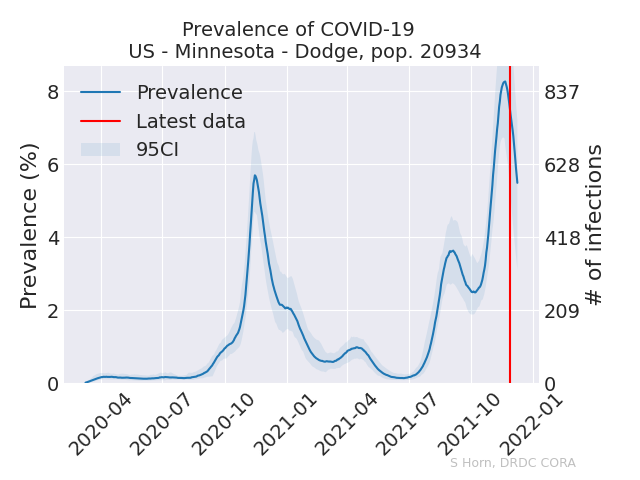 Prevalence of COVID-19
US - Minnesota - Dodge, pop. 20934
Prevalence
Latest data
95CI
Prevalence (%)
8
6
4
2
0
837
628
418
209
0
# of infections
2020-04
2020-07
2020-10
2021-01
2021-04
2021-07
2021-10
2022-01
S Horn, DRDC CORA